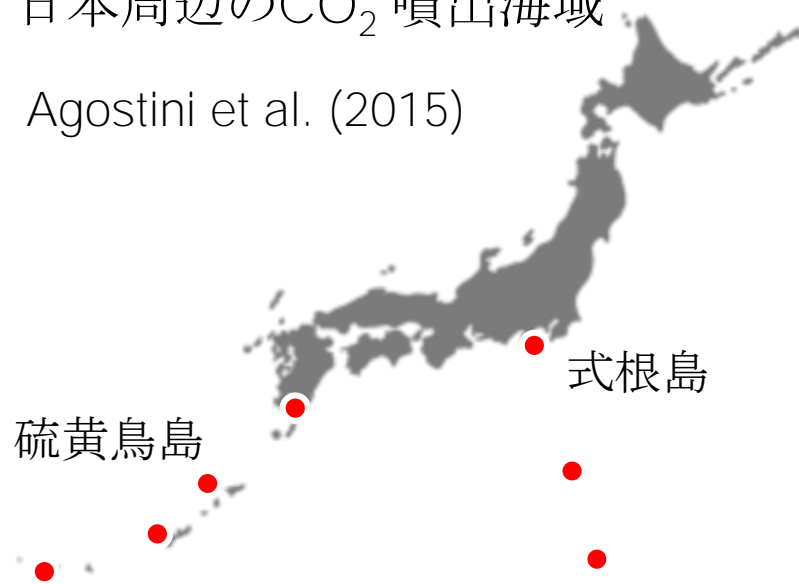 日本周辺のCO₂ 噴出海域
Agostini et al. (2015)
式根島
硫黄鳥島